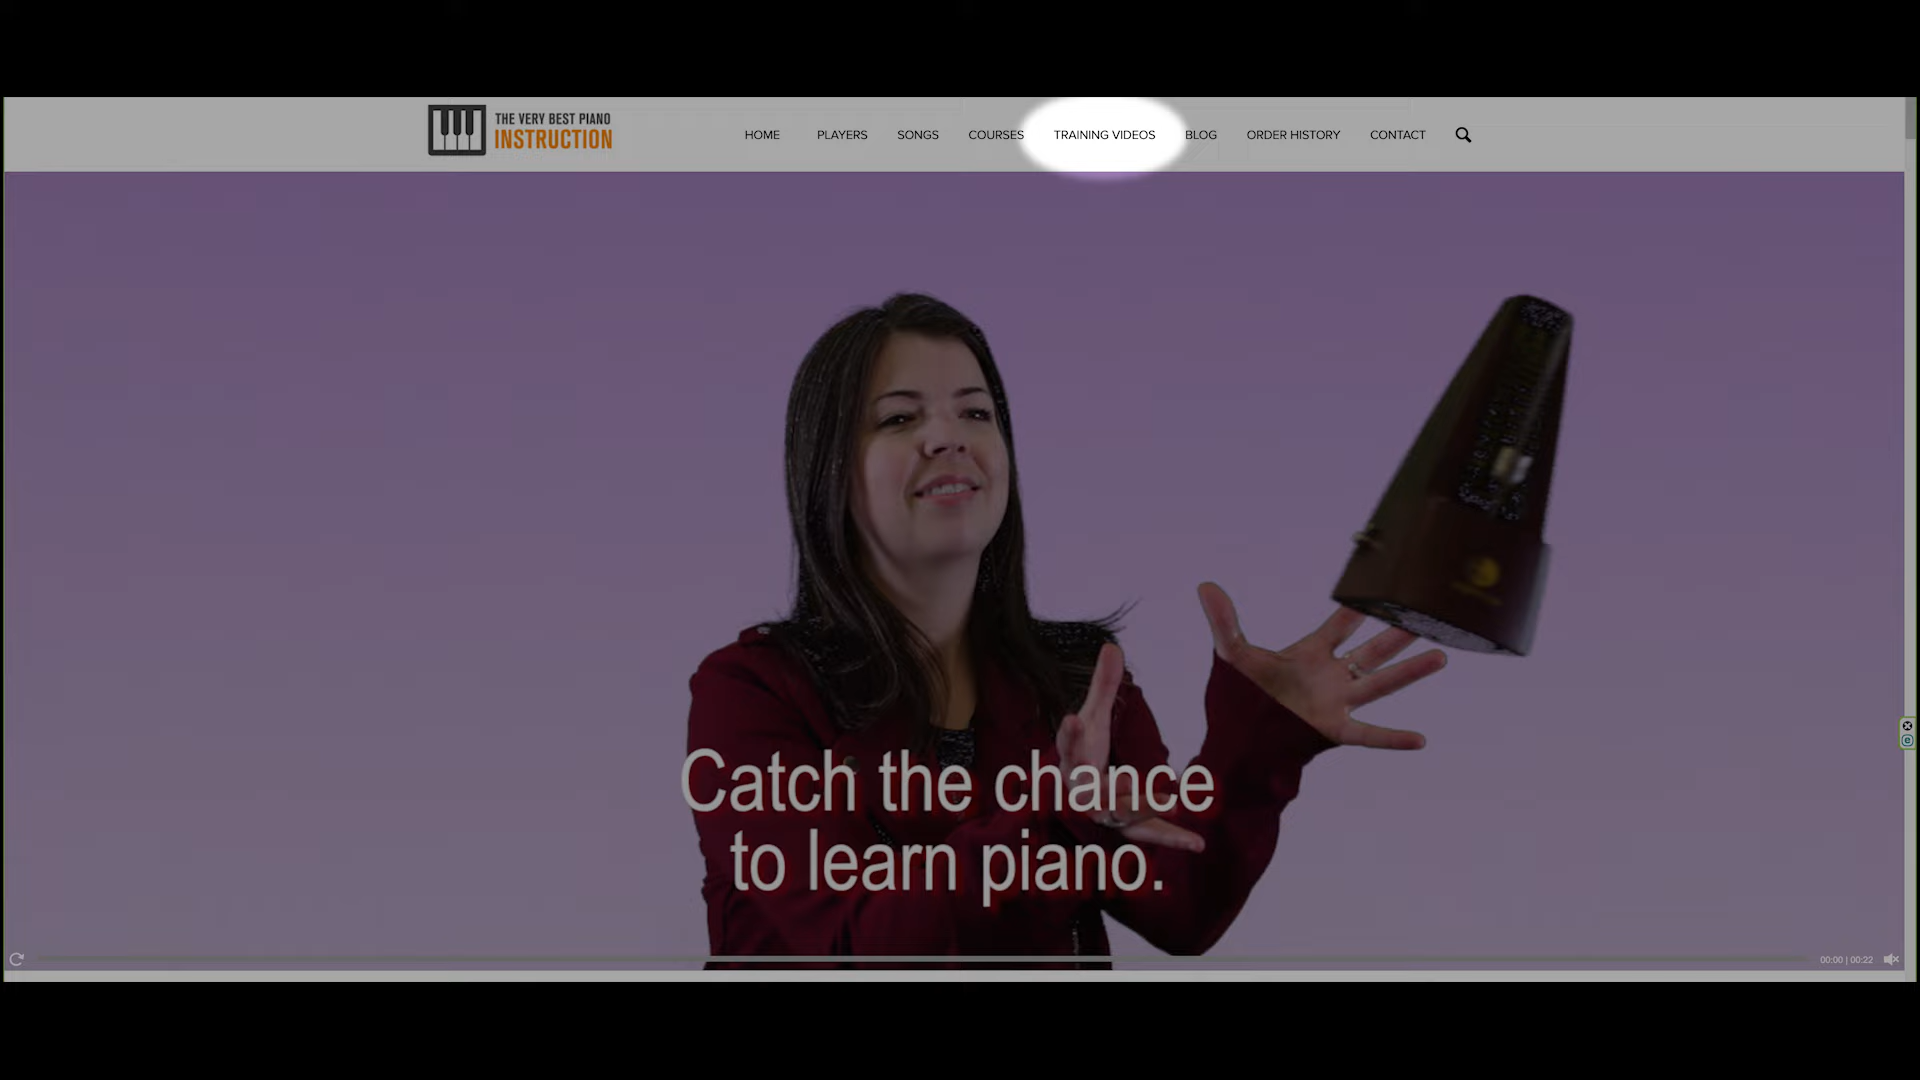 THE VERY BEST PIANO
INSTRUCTION
HOME PLAYERS SONGS COURSES TRAINING VIDEOS BLOG ORDER HISTORY CONTACT
Catch the chance
to learn piano.
00:00 | 00:22